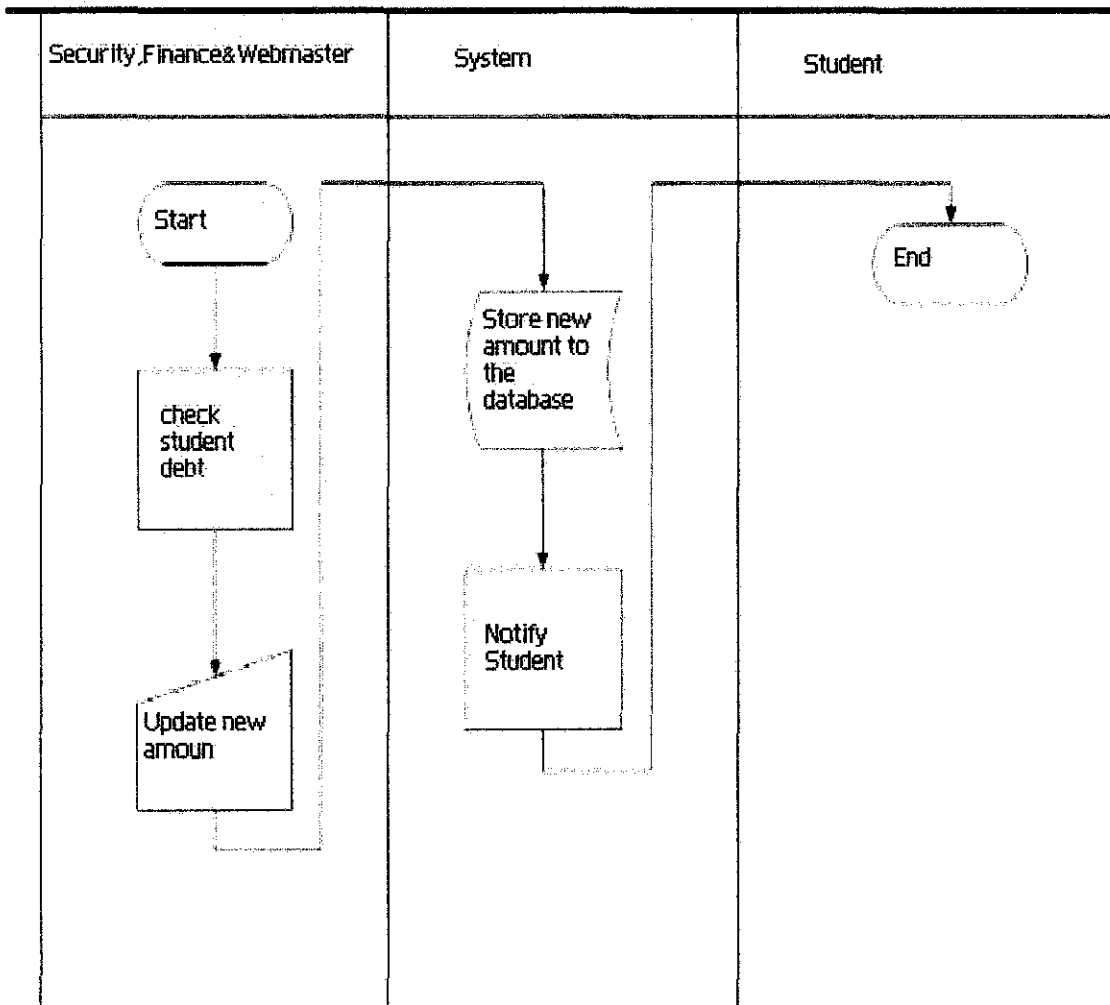 Security,Finance&Webmaster
System
Student
Start
check
student
debt
Update new
amoun
Store new
amount to
the
database
Notify
Student
End